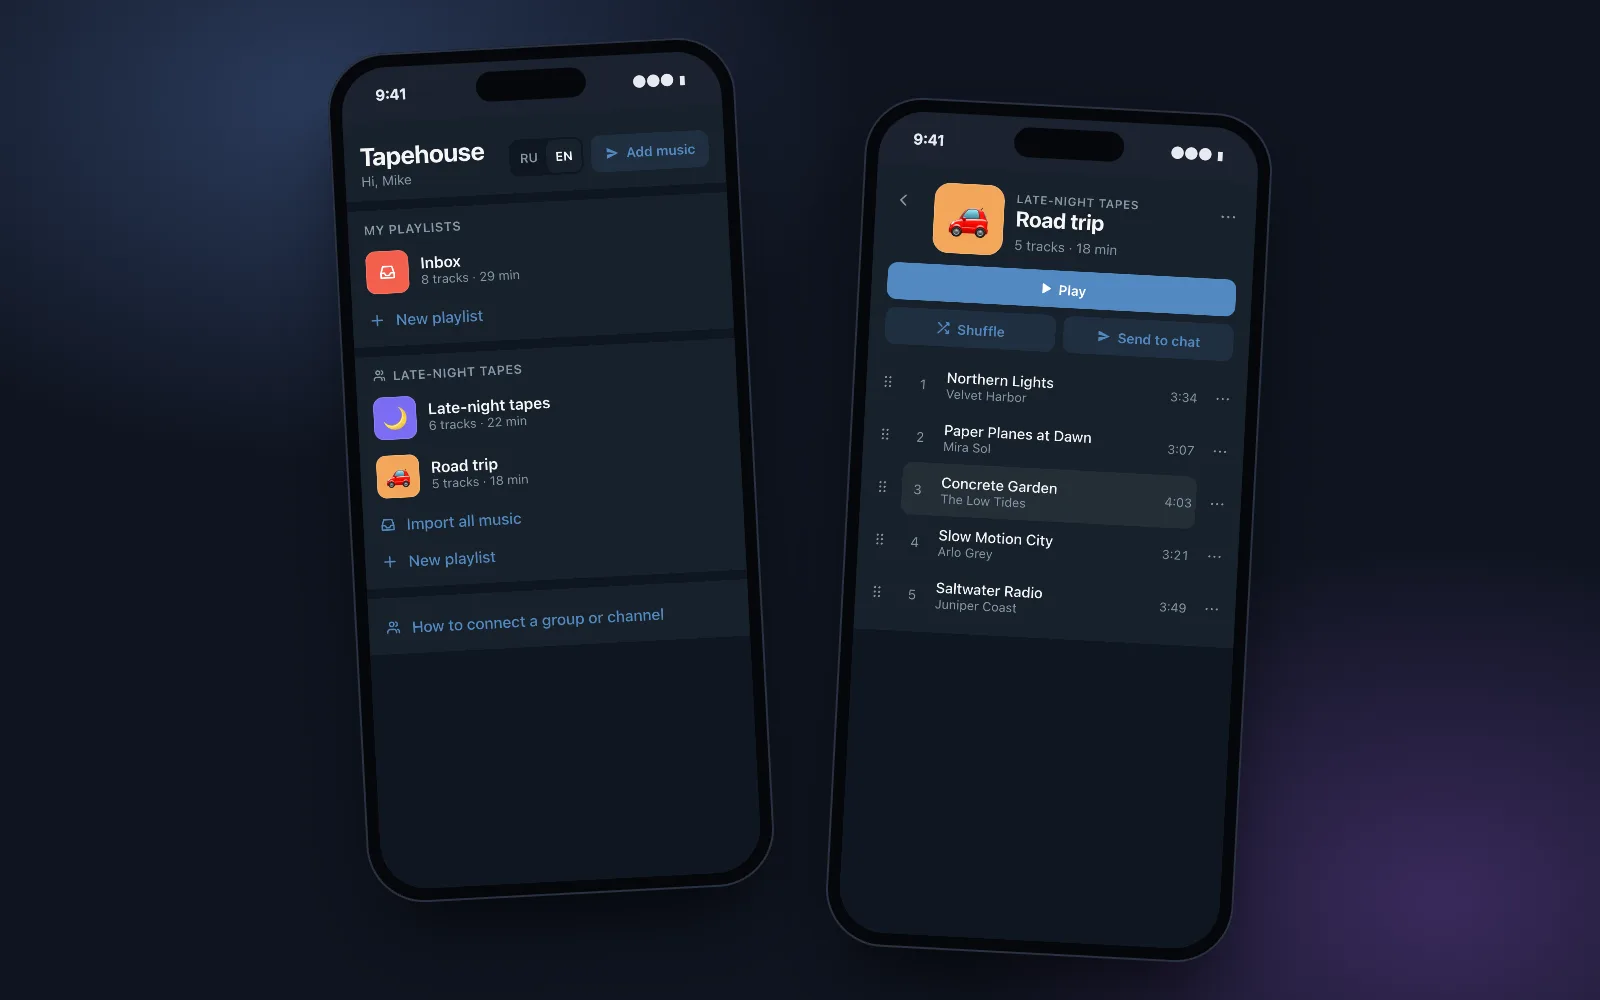 9:41
Tapehouse
Hi, Mike
RU EN
Add music
MY PLAYLISTS
Inbox
8 tracks · 29 min
New playlist
LATE-NIGHT TAPES
Late-night tapes
6 tracks · 22 min
Road trip
5 tracks · 18 min
Import all music
New playlist
How to connect a group or channel
9:41
LATE-NIGHT TAPES
Road trip
5 tracks · 18 min
Play
Shuffle
Send to chat
1 Northern Lights 3:34
Velvet Harbor
2 Paper Planes at Dawn 3:07
Mira Sol
3 Concrete Garden 4:03
The Low Tides
4 Slow Motion City 3:21
Arlo Grey
5 Saltwater Radio 3:49
Juniper Coast